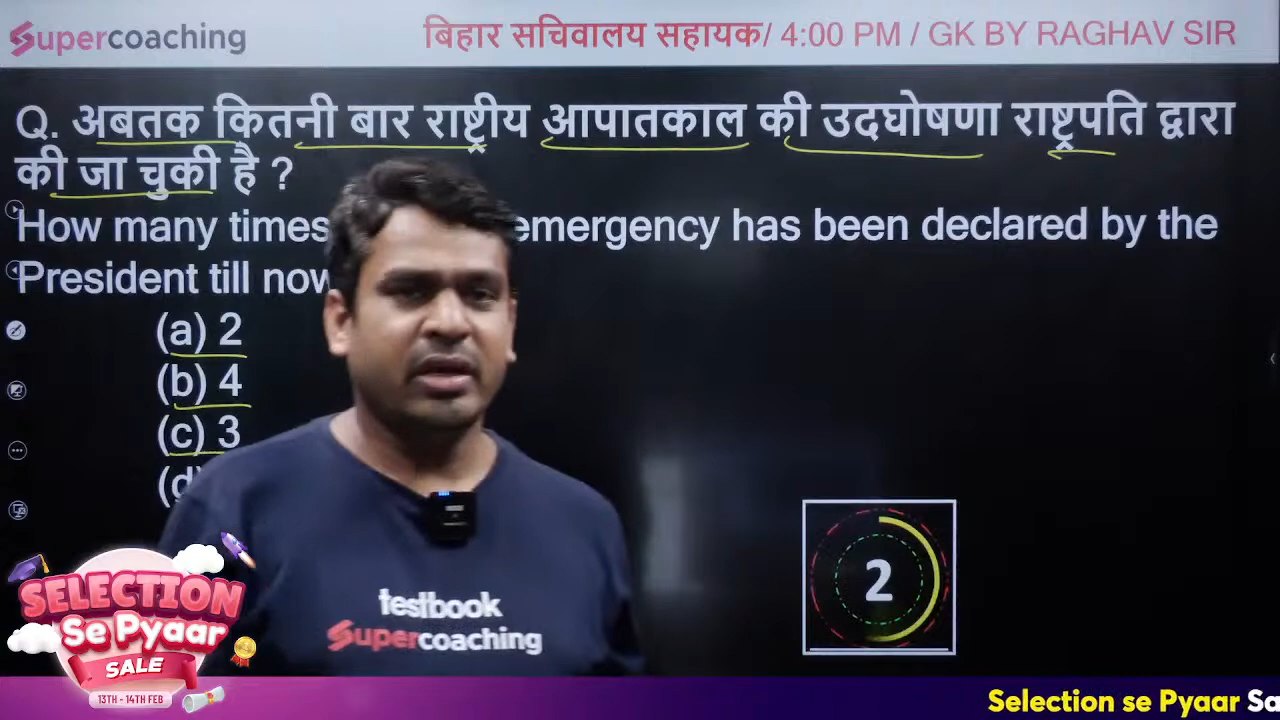 Supercoaching
बिहार सचिवालय सहायक/ 4:00 PM / GK BY RAGHAV SIR
Q. अबतक कितनी बार राष्ट्रीय आपातकाल की उदघोषणा राष्ट्रपति द्वारा
की जा चुकी है ?
How many times emergency has been declared by the
President till now
(a) 2
(b) 4
(c) 3
(d)
2
testbook
Supercoaching
SELECTION
Se Pyaar
SALE
13TH - 14TH FEB
Selection se Pyaar